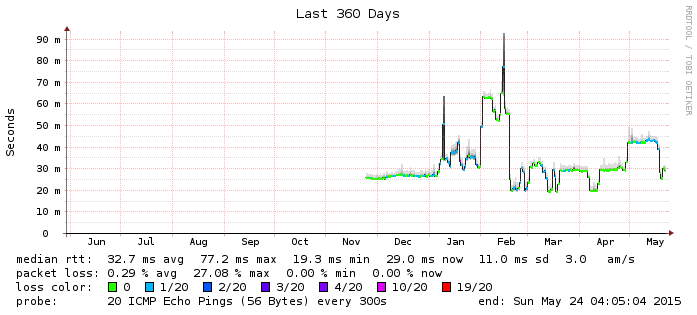 Last 360 Days
RRDTOOL / TOBI OETIKER
Seconds
90 m
80 m
70 m
60 m
50 m
40 m
30 m
20 m
10 m
0
Jun Jul Aug Sep Oct Nov Dec Jan Feb Mar Apr May
median rtt: 32.7 ms avg 77.2 ms max 19.3 ms min 29.0 ms now 11.0 ms sd 3.0 am/s
packet loss: 0.29 % avg 27.08 % max 0.00 % min 0.00 % now
loss color: 0 1/20 2/20 3/20 4/20 10/20 19/20
probe: 20 ICMP Echo Pings (56 Bytes) every 300s end: Sun May 24 04:05:04 2015